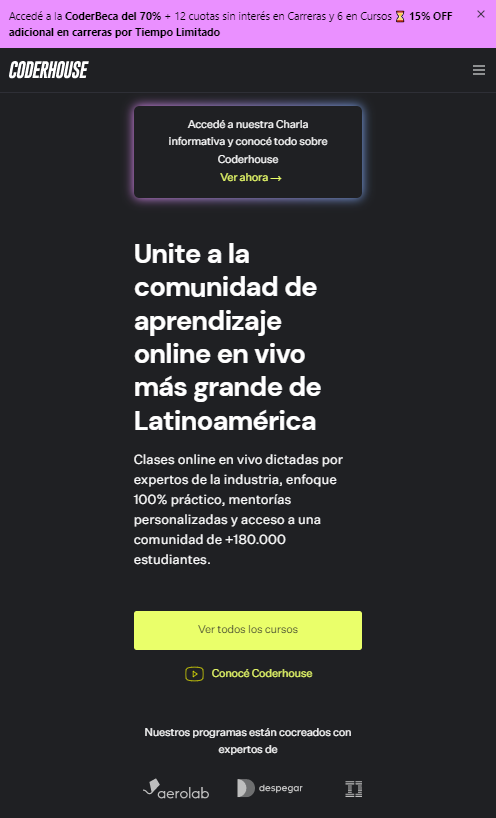 Accedé a la CoderBeca del 70% + 12 cuotas sin interés en Carreras y 6 en Cursos ⏳ 15% OFF
adicional en carreras por Tiempo Limitado
CODERHOUSE
Accedé a nuestra Charla
informativa y conocé todo sobre
Coderhouse
Ver ahora →
Unite a la
comunidad de
aprendizaje
online en vivo
más grande de
Latinoamérica
Clases online en vivo dictadas por
expertos de la industria, enfoque
100% práctico, mentorías
personalizadas y acceso a una
comunidad de +180.000
estudiantes.
Ver todos los cursos
Conocé Coderhouse
Nuestros programas están cocreados con
expertos de
aerolab
despegar